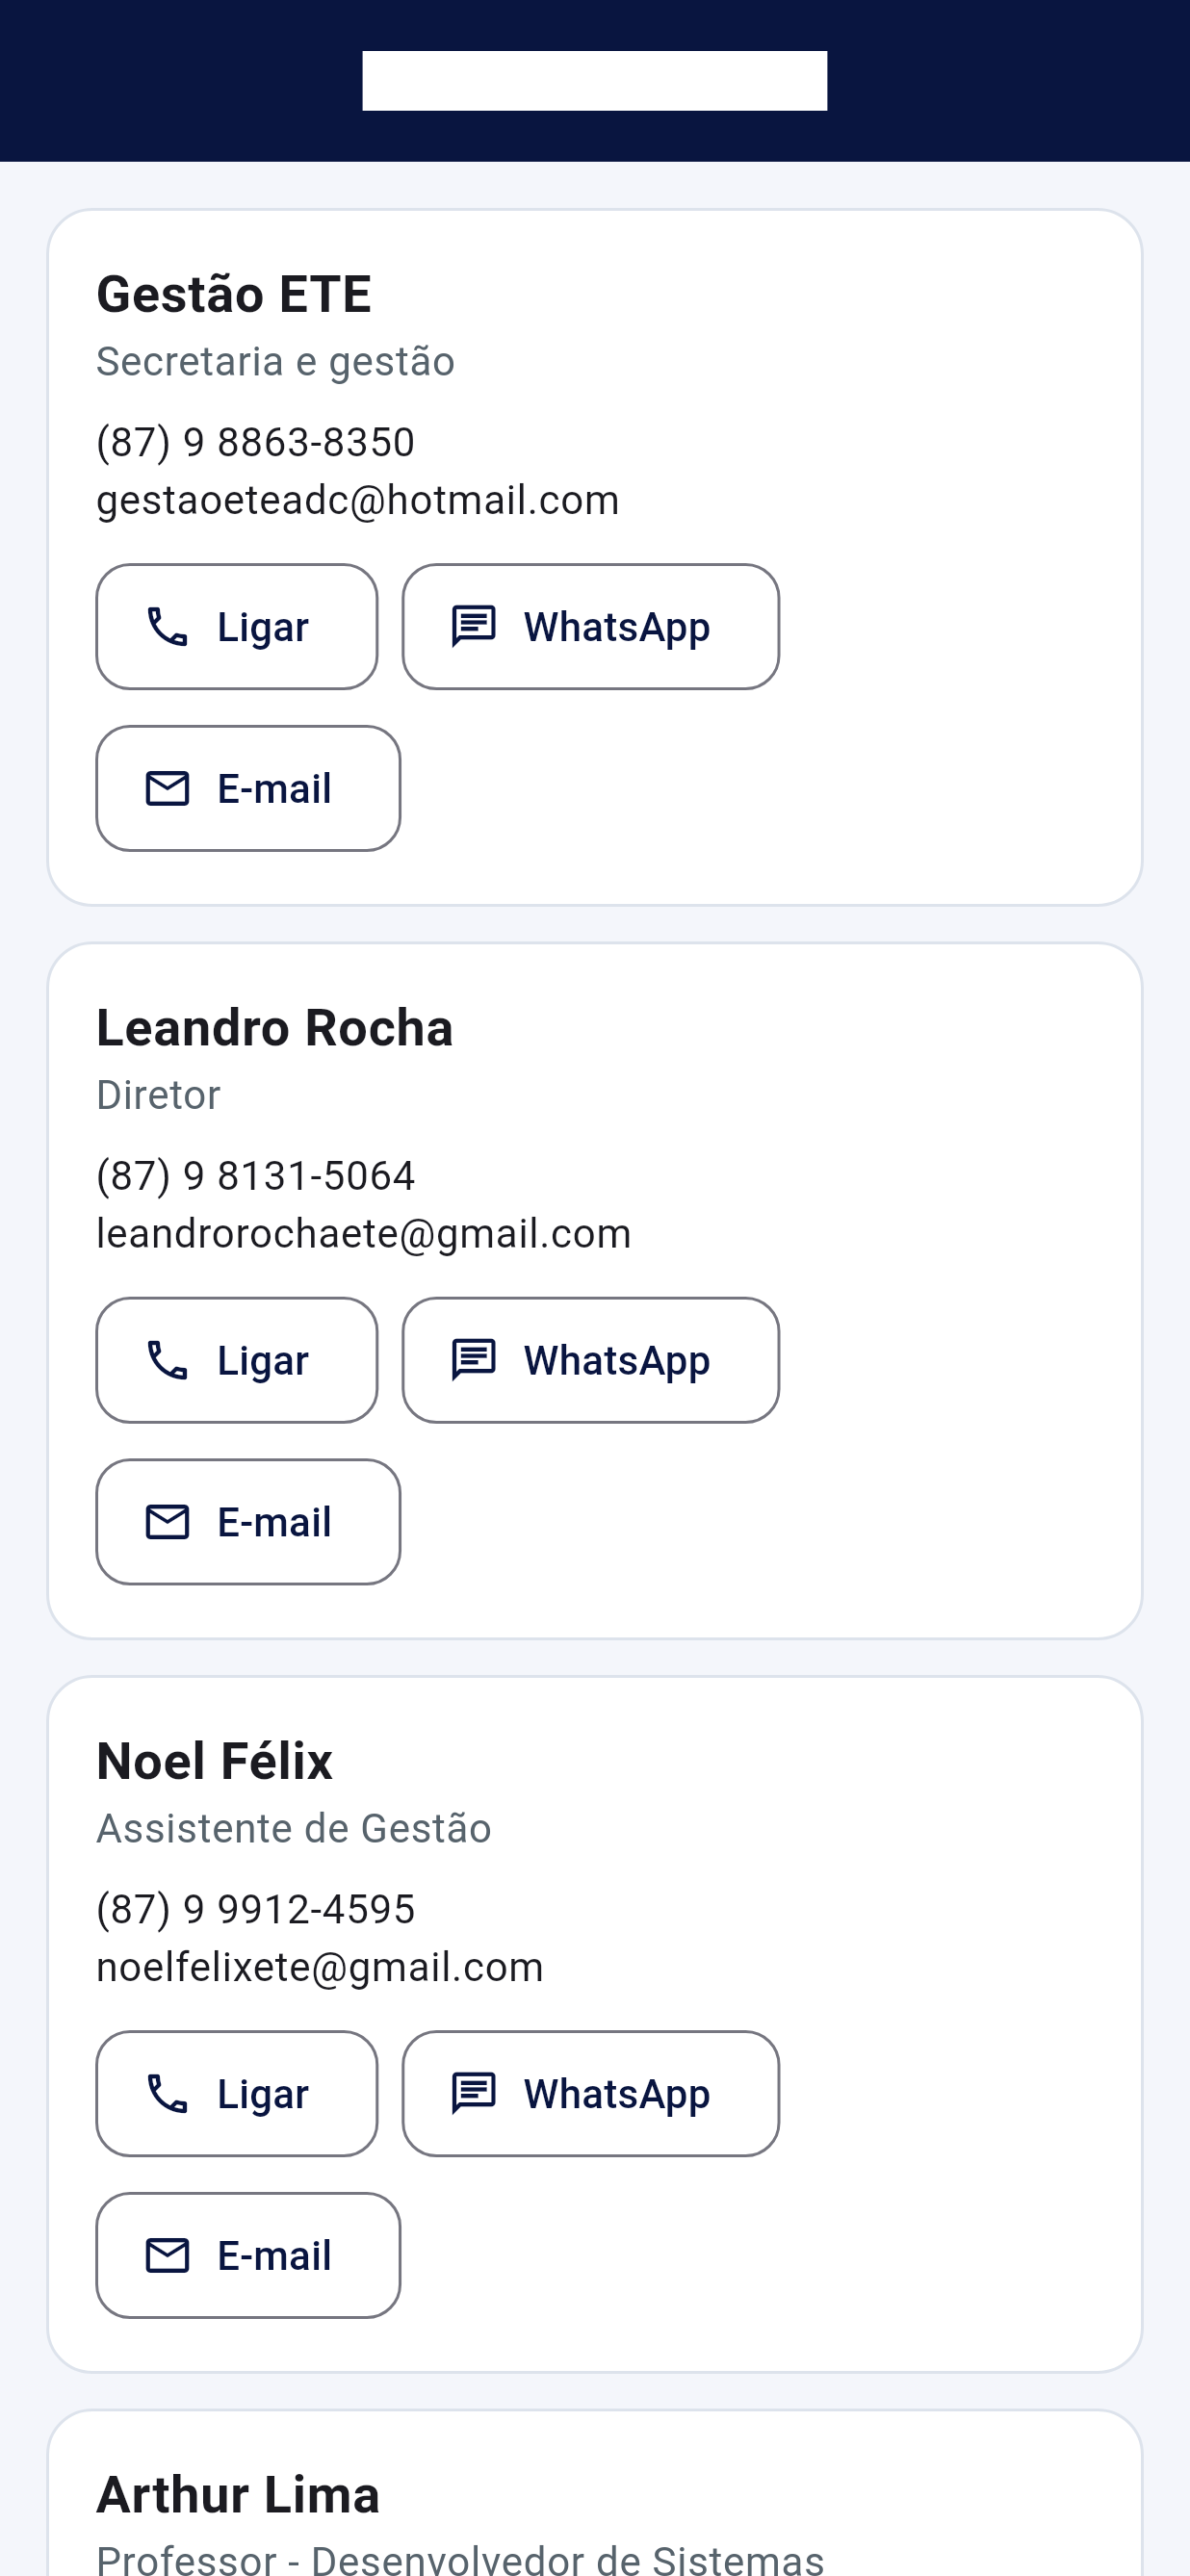 Gestão ETE
Secretaria e gestão
(87) 9 8863-8350
gestaoeteadc@hotmail.com
Ligar
WhatsApp
E-mail
Leandro Rocha
Diretor
(87) 9 8131-5064
leandrorochaete@gmail.com
Ligar
WhatsApp
E-mail
Noel Félix
Assistente de Gestão
(87) 9 9912-4595
noelfelixete@gmail.com
Ligar
WhatsApp
E-mail
Arthur Lima
Professor - Desenvolvedor de Sistemas